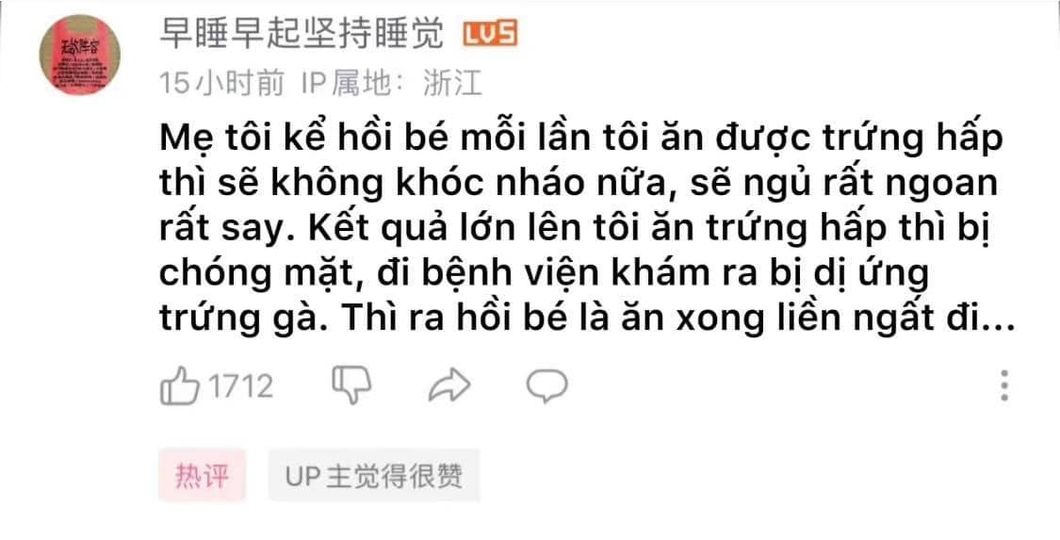 早睡早起坚持睡觉 LV5
15小时前 IP属地：浙江
Mẹ tôi kể hồi bé mỗi lần tôi ăn được trứng hấp
thì sẽ không khóc nháo nữa, sẽ ngủ rất ngoan
rất say. Kết quả lớn lên tôi ăn trứng hấp thì bị
chóng mặt, đi bệnh viện khám ra bị dị ứng
trứng gà. Thì ra hồi bé là ăn xong liền ngất đi...
1712
热评 UP主觉得很赞